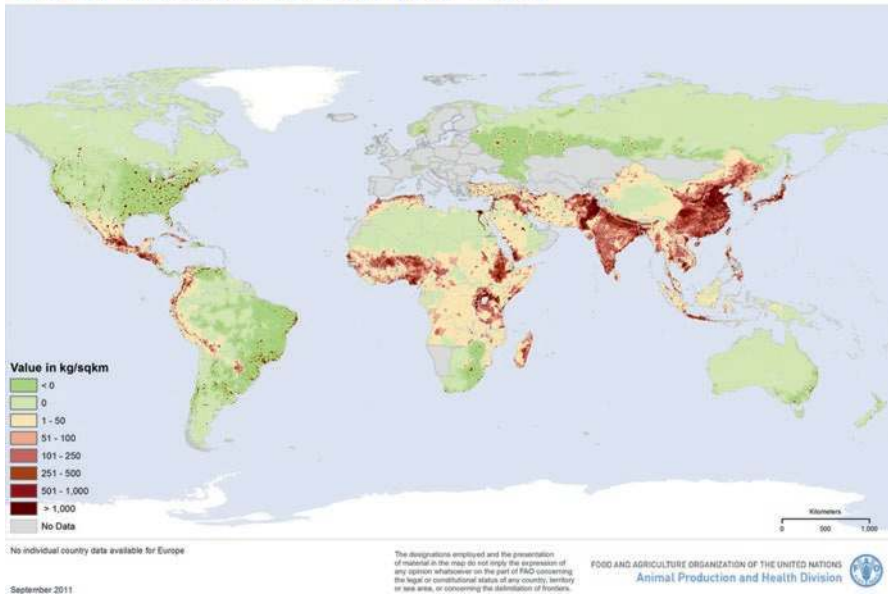 Value in kg/sqkm
< 0
0
1 - 50
51 - 100
101 - 250
251 - 500
501 - 1,000
> 1,000
No Data
Kilometers
0 500 1,000
No individual country data available for Europe
September 2011
The designations employed and the presentation
of material in the map do not imply the expression of
any opinion whatsoever on the part of FAO concerning
the legal or constitutional status of any country, territory
or sea area, or concerning the delimitation of frontiers.
FOOD AND AGRICULTURE ORGANIZATION OF THE UNITED NATIONS
Animal Production and Health Division